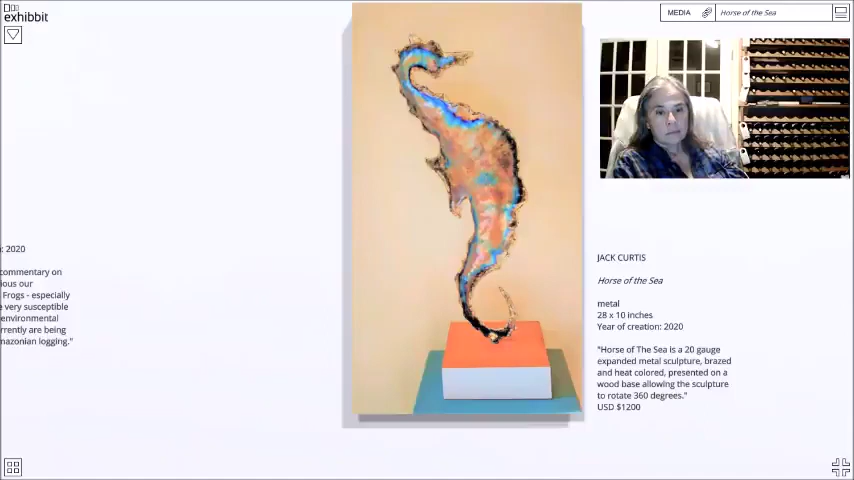 exhibbit
MEDIA
Horse of the Sea
: 2020
commentary on
ious our
Frogs - especially
very susceptible
environmental
rrently are being
mazonian logging."
JACK CURTIS
Horse of the Sea
metal
28 x 10 inches
Year of creation: 2020
"Horse of The Sea is a 20 gauge
expanded metal sculpture, brazed
and heat colored, presented on a
wood base allowing the sculpture
to rotate 360 degrees."
USD $1200